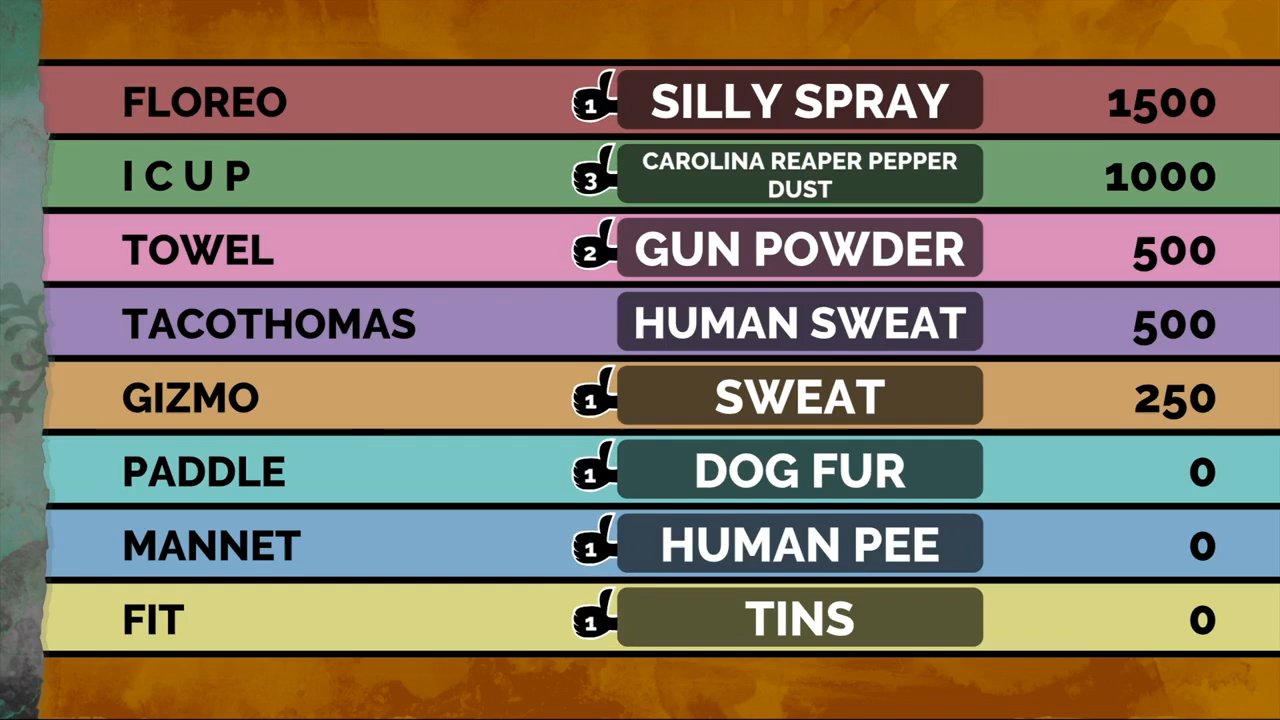 FLOREO 1 SILLY SPRAY 1500
I C U P 3 CAROLINA REAPER PEPPER DUST 1000
TOWEL 2 GUN POWDER 500
TACOTHOMAS HUMAN SWEAT 500
GIZMO 1 SWEAT 250
PADDLE 1 DOG FUR 0
MANNET 1 HUMAN PEE 0
FIT 1 TINS 0